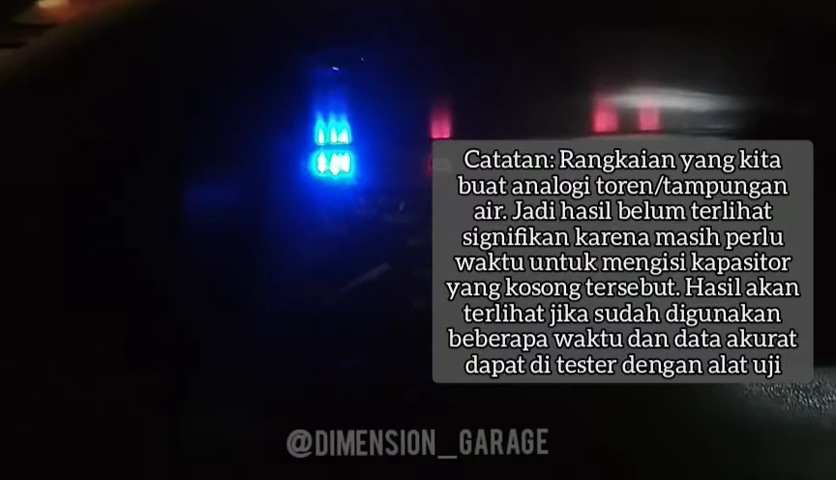 Catatan: Rangkaian yang kita
buat analogi toren/tampungan
air. Jadi hasil belum terlihat
signifikan karena masih perlu
waktu untuk mengisi kapasitor
yang kosong tersebut. Hasil akan
terlihat jika sudah digunakan
beberapa waktu dan data akurat
dapat di tester dengan alat uji
@DIMENSION_GARAGE